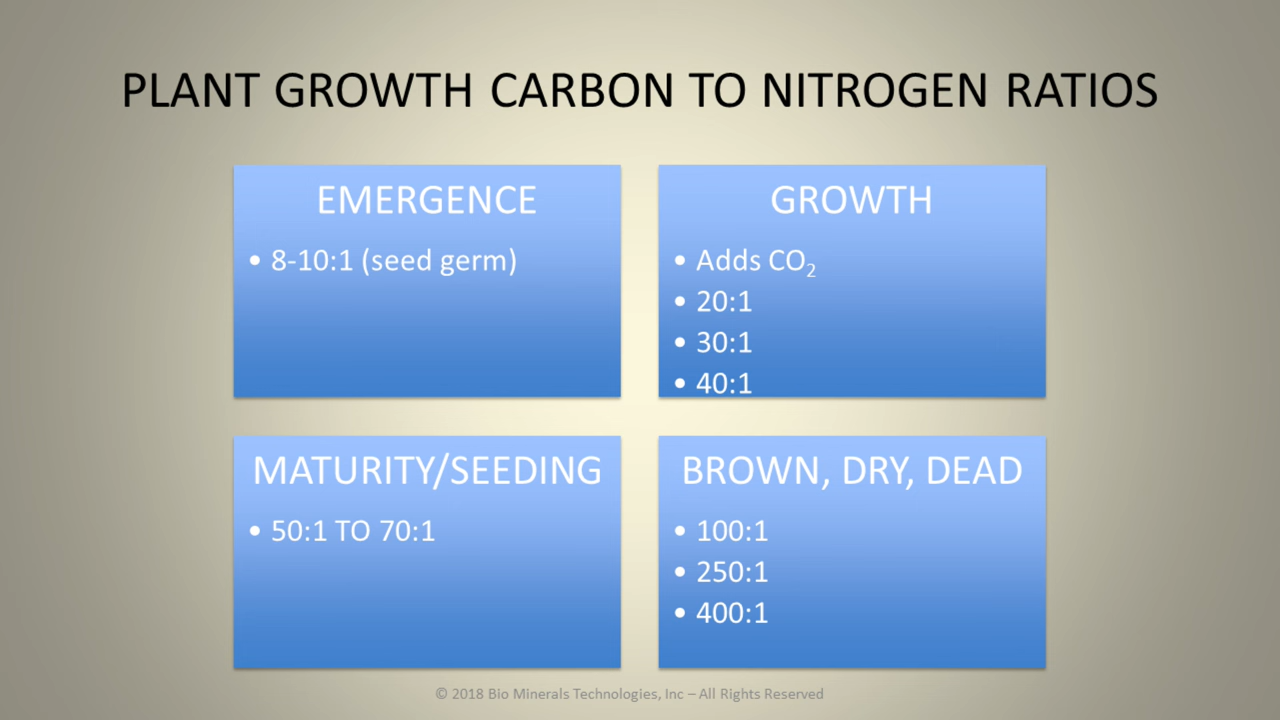 PLANT GROWTH CARBON TO NITROGEN RATIOS
EMERGENCE
• 8-10:1 (seed germ)
GROWTH
• Adds CO₂
• 20:1
• 30:1
• 40:1
MATURITY/SEEDING
• 50:1 TO 70:1
BROWN, DRY, DEAD
• 100:1
• 250:1
• 400:1
© 2018 Bio Minerals Technologies, Inc – All Rights Reserved